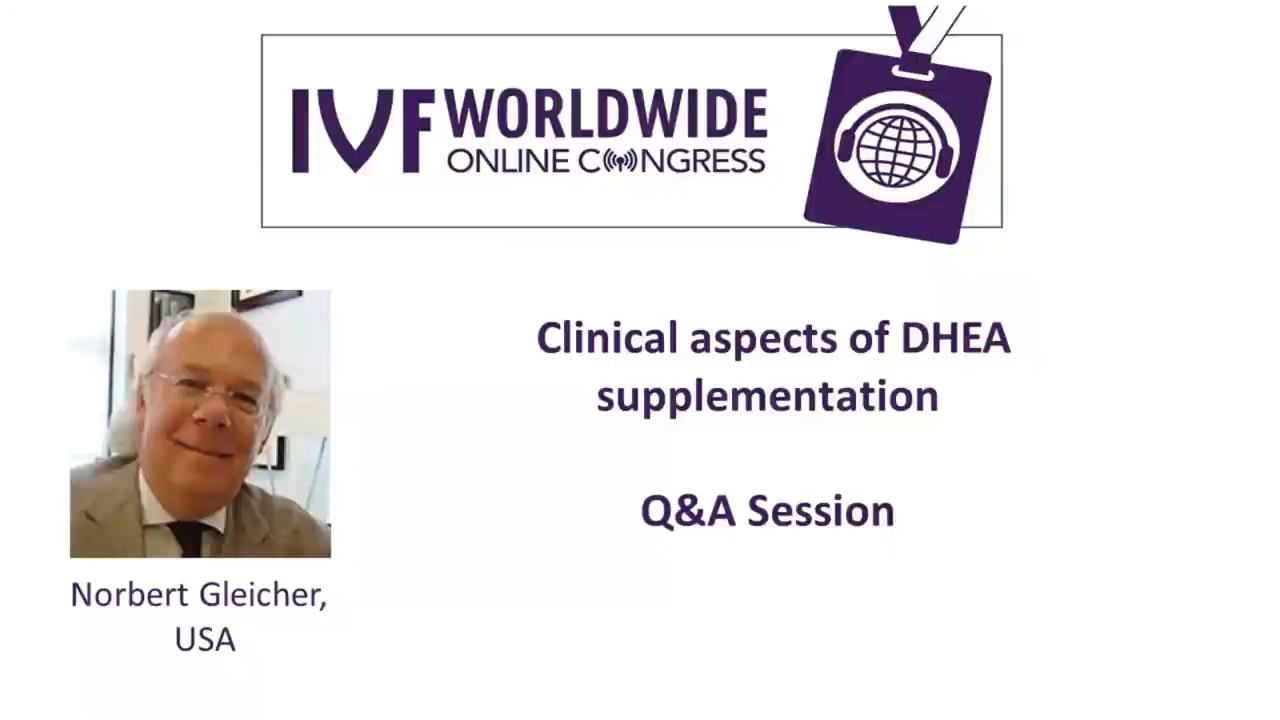 IVF WORLDWIDE
ONLINE CONGRESS
Clinical aspects of DHEA
supplementation
Q&A Session
Norbert Gleicher,
USA